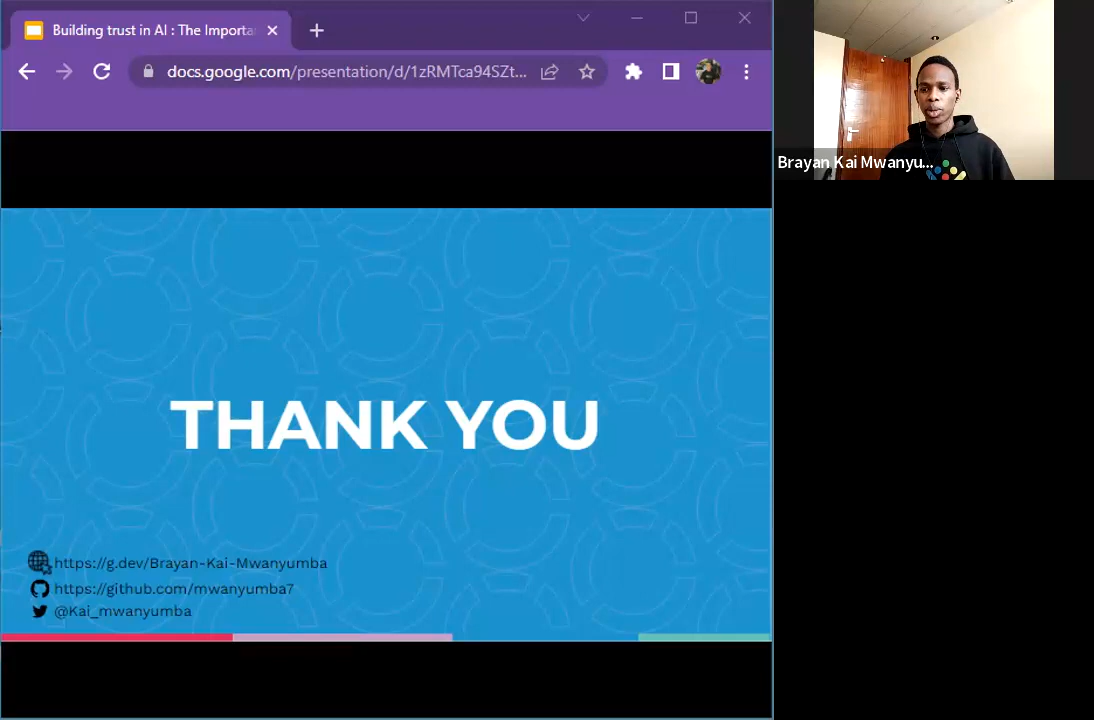 Building trust in AI : The Importa
docs.google.com/presentation/d/1zRMTca94SZt...
Brayan Kai Mwanyu...
THANK YOU
https://g.dev/Brayan-Kai-Mwanyumba
https://github.com/mwanyumba7
@Kai_mwanyumba